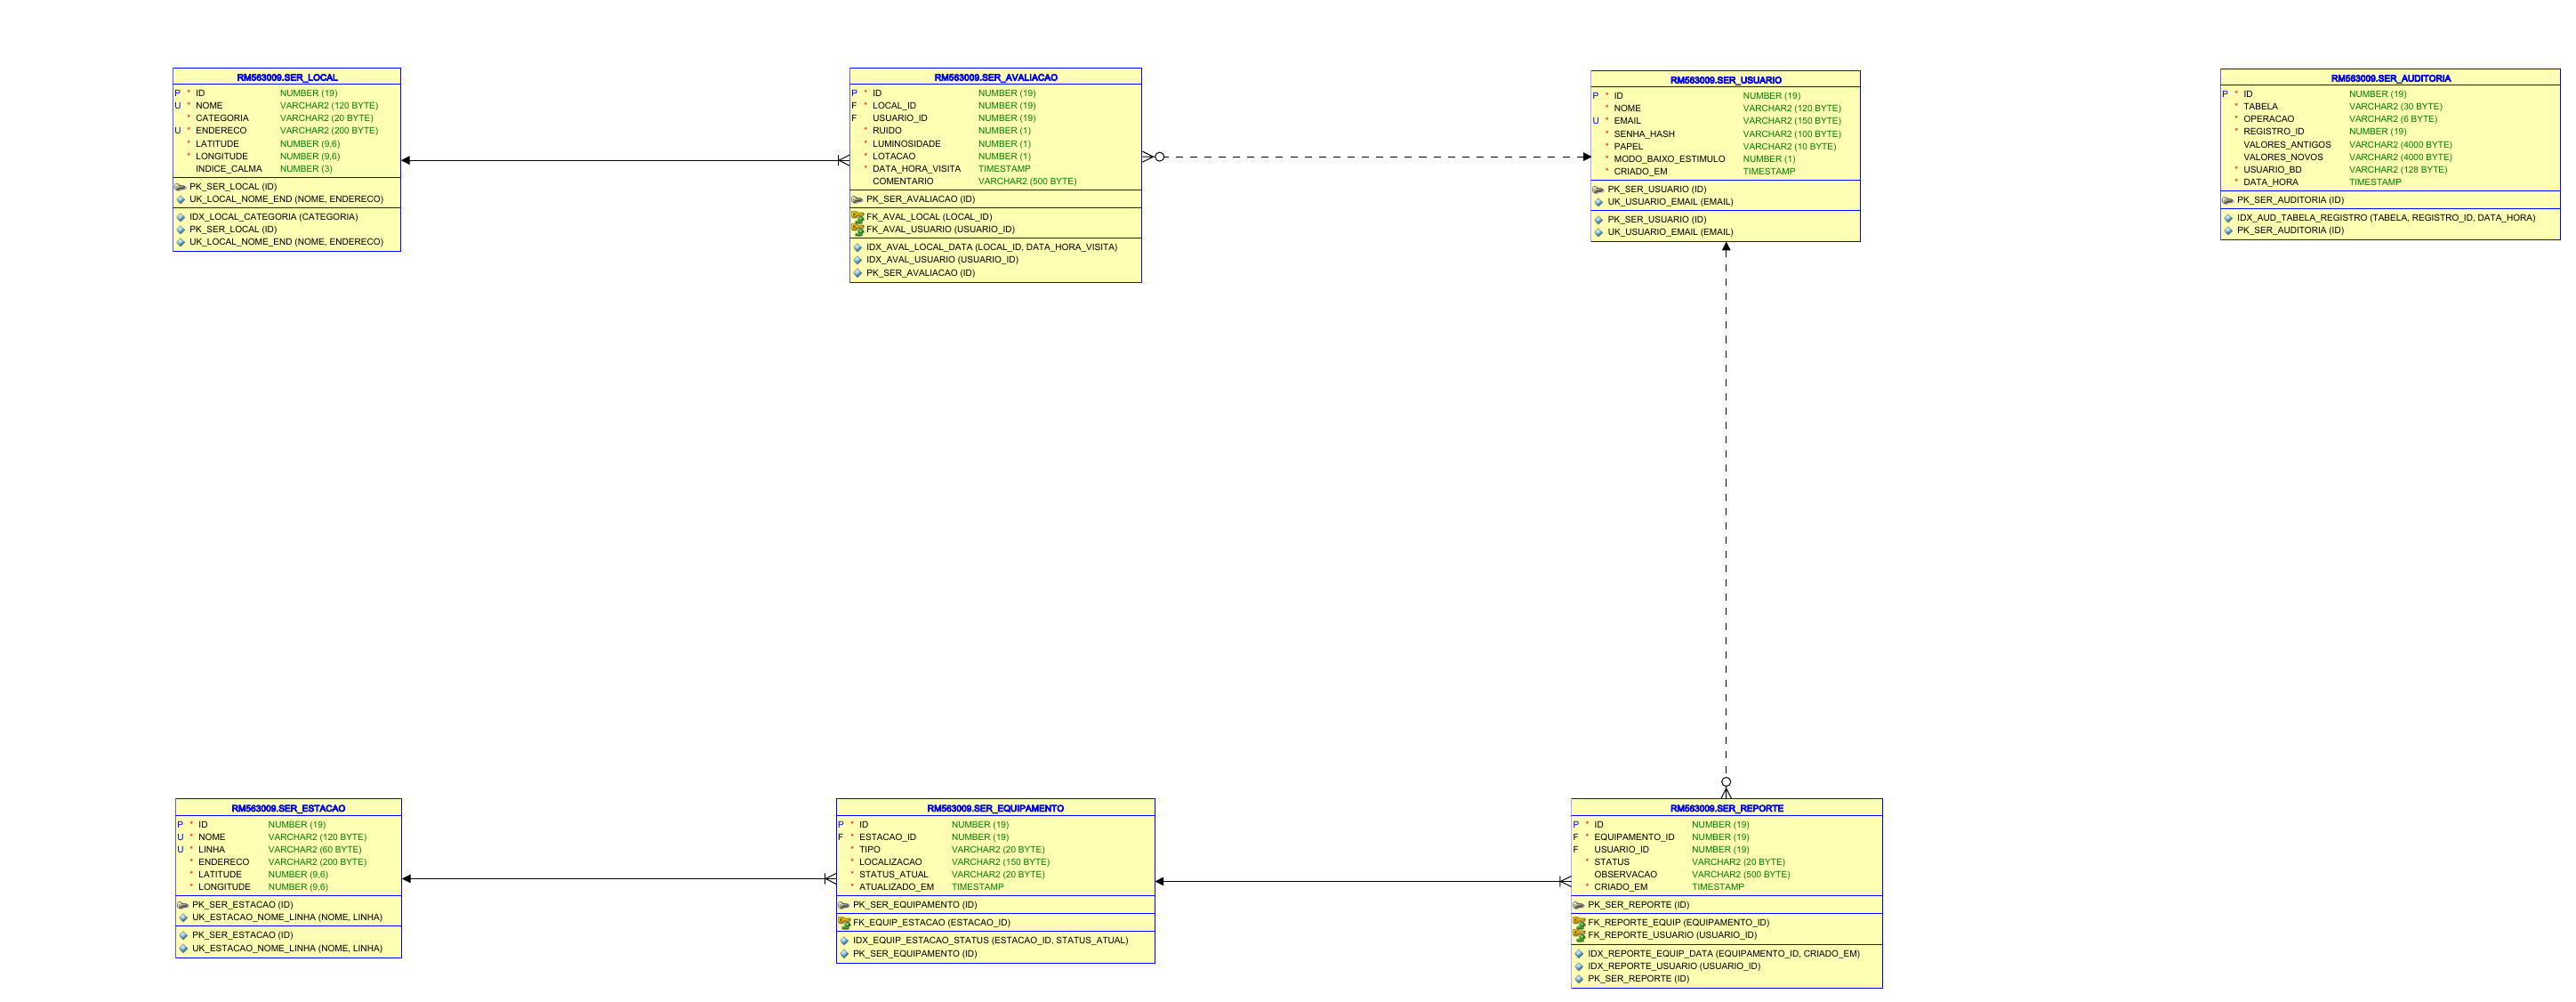 RM563009.SER_LOCAL
P * ID NUMBER (19)
U * NOME VARCHAR2 (120 BYTE)
* CATEGORIA VARCHAR2 (20 BYTE)
U * ENDERECO VARCHAR2 (200 BYTE)
* LATITUDE NUMBER (9,6)
* LONGITUDE NUMBER (9,6)
INDICE_CALMA NUMBER (3)
PK_SER_LOCAL (ID)
UK_LOCAL_NOME_END (NOME, ENDERECO)
IDX_LOCAL_CATEGORIA (CATEGORIA)
PK_SER_LOCAL (ID)
UK_LOCAL_NOME_END (NOME, ENDERECO)
RM563009.SER_AVALIACAO
P * ID NUMBER (19)
F * LOCAL_ID NUMBER (19)
F USUARIO_ID NUMBER (19)
* RUIDO NUMBER (1)
* LUMINOSIDADE NUMBER (1)
* LOTACAO NUMBER (1)
* DATA_HORA_VISITA TIMESTAMP
COMENTARIO VARCHAR2 (500 BYTE)
PK_SER_AVALIACAO (ID)
FK_AVAL_LOCAL (LOCAL_ID)
FK_AVAL_USUARIO (USUARIO_ID)
IDX_AVAL_LOCAL_DATA (LOCAL_ID, DATA_HORA_VISITA)
IDX_AVAL_USUARIO (USUARIO_ID)
PK_SER_AVALIACAO (ID)
RM563009.SER_USUARIO
P * ID NUMBER (19)
* NOME VARCHAR2 (120 BYTE)
U * EMAIL VARCHAR2 (150 BYTE)
* SENHA_HASH VARCHAR2 (100 BYTE)
* PAPEL VARCHAR2 (10 BYTE)
* MODO_BAIXO_ESTIMULO NUMBER (1)
* CRIADO_EM TIMESTAMP
PK_SER_USUARIO (ID)
UK_USUARIO_EMAIL (EMAIL)
PK_SER_USUARIO (ID)
UK_USUARIO_EMAIL (EMAIL)
RM563009.SER_AUDITORIA
P * ID NUMBER (19)
* TABELA VARCHAR2 (30 BYTE)
* OPERACAO VARCHAR2 (6 BYTE)
* REGISTRO_ID NUMBER (19)
VALORES_ANTIGOS VARCHAR2 (4000 BYTE)
VALORES_NOVOS VARCHAR2 (4000 BYTE)
* USUARIO_BD VARCHAR2 (128 BYTE)
* DATA_HORA TIMESTAMP
PK_SER_AUDITORIA (ID)
IDX_AUD_TABELA_REGISTRO (TABELA, REGISTRO_ID, DATA_HORA)
PK_SER_AUDITORIA (ID)
RM563009.SER_ESTACAO
P * ID NUMBER (19)
U * NOME VARCHAR2 (120 BYTE)
U * LINHA VARCHAR2 (60 BYTE)
* ENDERECO VARCHAR2 (200 BYTE)
* LATITUDE NUMBER (9,6)
* LONGITUDE NUMBER (9,6)
PK_SER_ESTACAO (ID)
UK_ESTACAO_NOME_LINHA (NOME, LINHA)
PK_SER_ESTACAO (ID)
UK_ESTACAO_NOME_LINHA (NOME, LINHA)
RM563009.SER_EQUIPAMENTO
P * ID NUMBER (19)
F * ESTACAO_ID NUMBER (19)
* TIPO VARCHAR2 (20 BYTE)
* LOCALIZACAO VARCHAR2 (150 BYTE)
* STATUS_ATUAL VARCHAR2 (20 BYTE)
* ATUALIZADO_EM TIMESTAMP
PK_SER_EQUIPAMENTO (ID)
FK_EQUIP_ESTACAO (ESTACAO_ID)
IDX_EQUIP_ESTACAO_STATUS (ESTACAO_ID, STATUS_ATUAL)
PK_SER_EQUIPAMENTO (ID)
RM563009.SER_REPORTE
P * ID NUMBER (19)
F * EQUIPAMENTO_ID NUMBER (19)
F USUARIO_ID NUMBER (19)
* STATUS VARCHAR2 (20 BYTE)
OBSERVACAO VARCHAR2 (500 BYTE)
* CRIADO_EM TIMESTAMP
PK_SER_REPORTE (ID)
FK_REPORTE_EQUIP (EQUIPAMENTO_ID)
FK_REPORTE_USUARIO (USUARIO_ID)
IDX_REPORTE_EQUIP_DATA (EQUIPAMENTO_ID, CRIADO_EM)
IDX_REPORTE_USUARIO (USUARIO_ID)
PK_SER_REPORTE (ID)